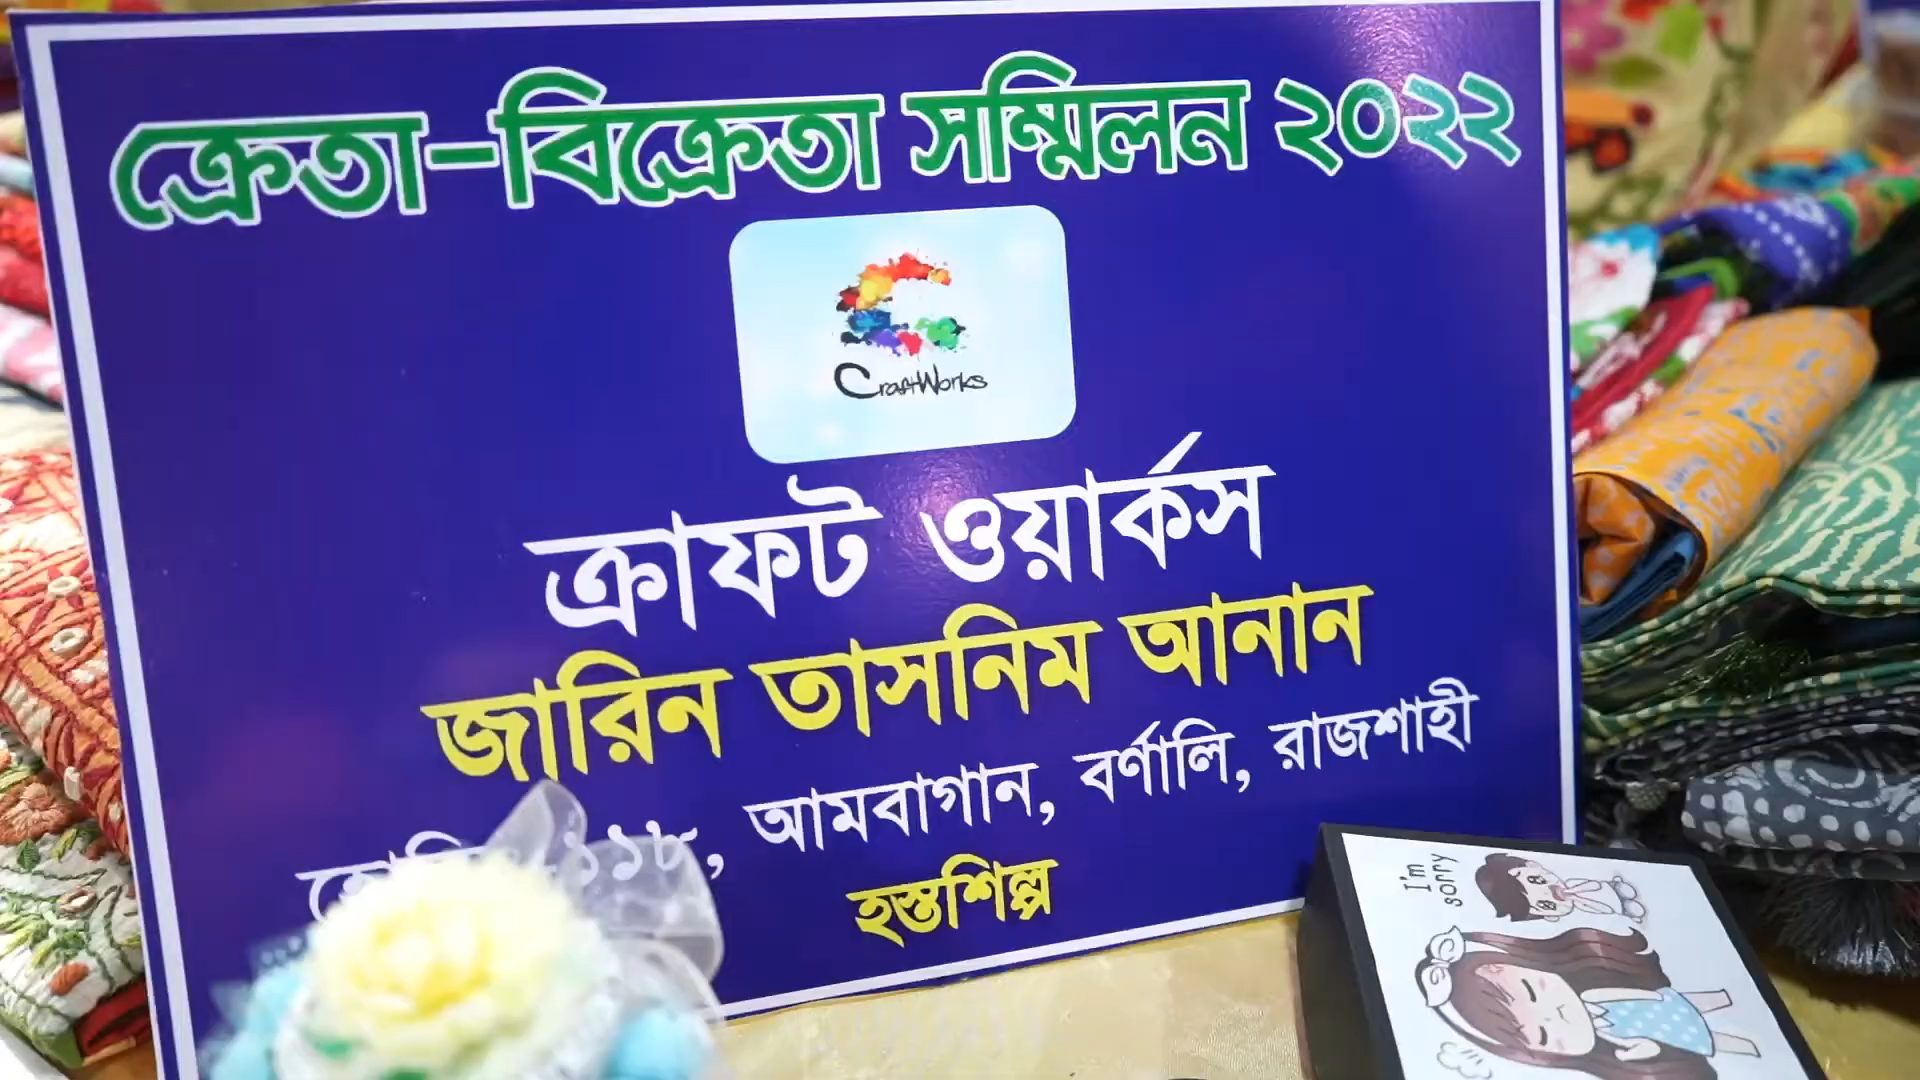 ক্রেতা-বিক্রেতা সম্মিলন ২০২২
CraftWorks
ক্রাফট ওয়ার্কস
জারিন তাসনিম আনান
আমবাগান, বর্ণালি, রাজশাহী
হস্তশিল্প
I'm
sorry